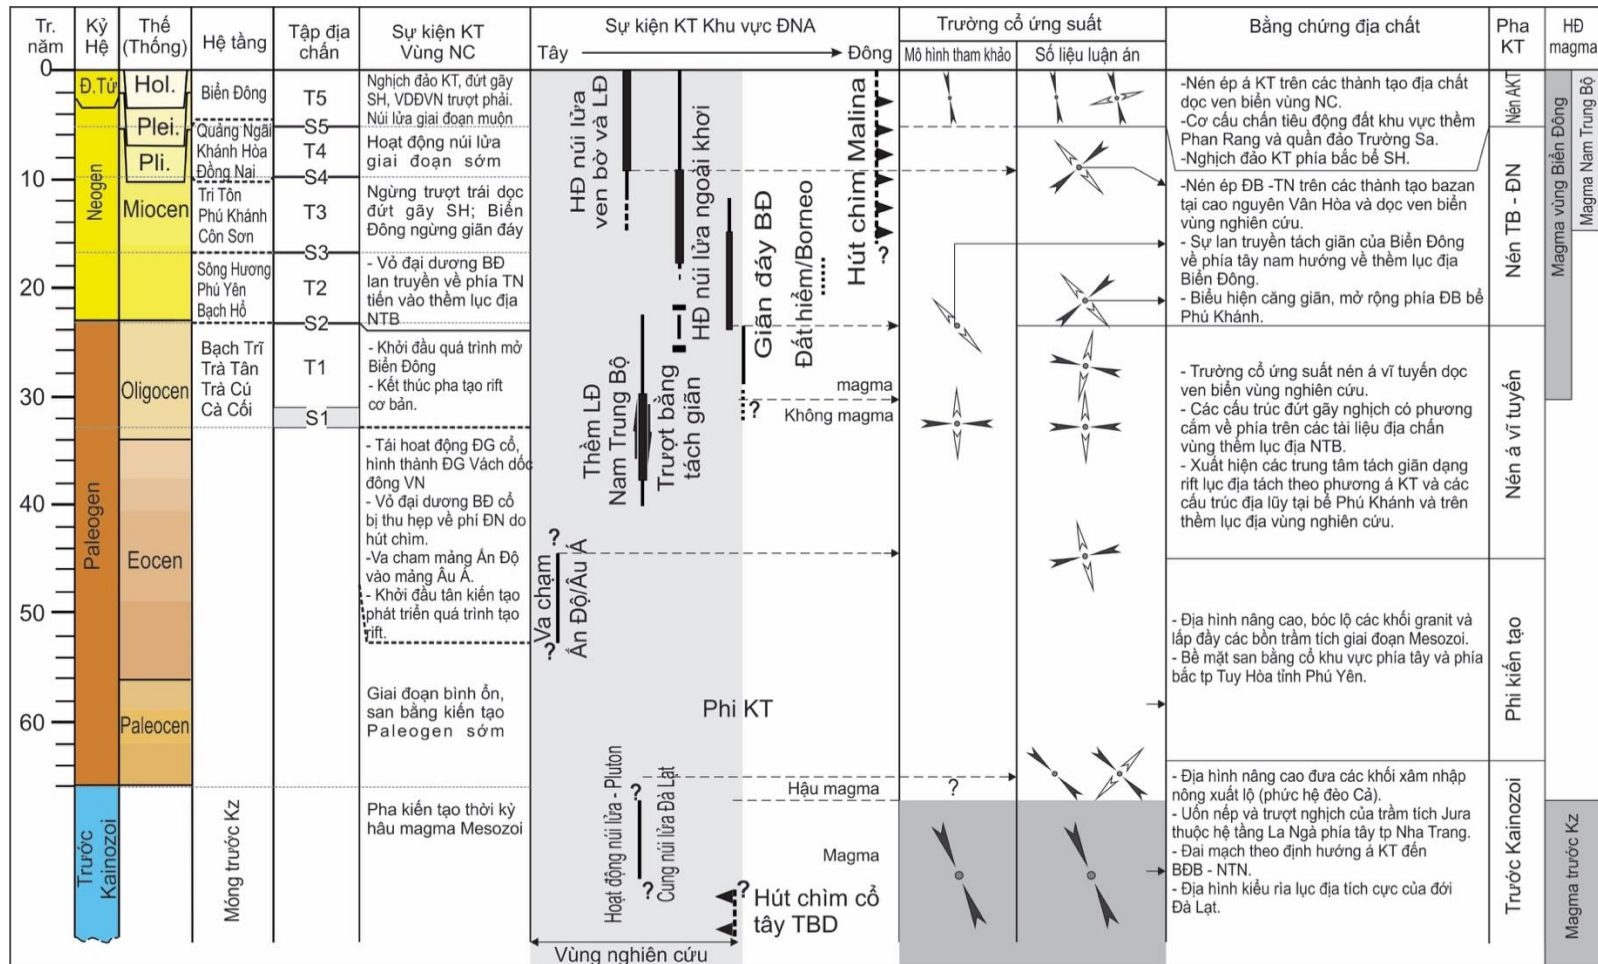 Tr. năm
Kỷ Hệ
Thế (Thống)
Hệ tầng
Tập địa chấn
Sự kiện KT Vùng NC
Sự kiện KT Khu vực ĐNA
Tây
Đông
Trường cổ ứng suất
Mô hình tham khảo
Số liệu luận án
Bằng chứng địa chất
Pha KT
HĐ magma
0
10
20
30
40
50
60
Đ.Tứ
Neogen
Paleogen
Trước Kainozoi
Hol.
Plei.
Pli.
Miocen
Oligocen
Eocen
Paleocen
Biển Đông
Quảng Ngãi
Khánh Hòa
Đồng Nai
Tri Tôn
Phú Khánh
Côn Sơn
Sông Hương
Phú Yên
Bạch Hổ
Bạch Trĩ
Trà Tân
Trà Cú
Cà Cối
Móng trước Kz
T5
S5
T4
S4
T3
S3
T2
S2
T1
S1
Nghịch đảo KT, đứt gãy
SH, VDĐVN trượt phải.
Núi lửa giai đoạn muộn
Hoạt động núi lửa
giai đoạn sớm
Ngừng trượt trái dọc
đứt gãy SH; Biển
Đông ngừng giãn đáy
- Vỏ đại dương BĐ
lan truyền về phía TN
tiến vào thềm lục địa
NTB
- Khởi đầu quá trình mở
Biển Đông
- Kết thúc pha tạo rift
cơ bản.
- Tái hoat động ĐG cổ,
hình thành ĐG Vách dốc
đông VN
- Vỏ đại dương BĐ cổ
bị thu hẹp về phí ĐN do
hút chìm.
-Va cham mảng Ấn Độ
vào mảng Âu Á.
- Khởi đầu tân kiến tạo
phát triển quá trình tạo
rift.
Giai đoạn bình ổn,
san bằng kiến tạo
Paleogen sớm
Pha kiến tạo thời kỳ
hâu magma Mesozoi
HĐ núi lửa
ven bờ và LĐ
HĐ núi lửa ngoài khơi
Giãn đáy BĐ
Đất hiếm/Borneo
Hút chìm Malina
?
Thềm LĐ
Nam Trung Bộ
Trượt bằng
tách giãn
?
magma
Không magma
?
Va chạm
Ấn Độ/Âu Á
?
Phi KT
Hoạt động núi lửa - Pluton
Cung núi lửa Đà Lạt
?
?
Hậu magma
Magma
?
Hút chìm cổ
tây TBD
Vùng nghiên cứu
?
-Nén ép á KT trên các thành tạo địa chất
dọc ven biển vùng NC.
-Cơ cấu chấn tiêu động đất khu vực thềm
Phan Rang và quần đảo Trường Sa.
-Nghịch đảo KT phía bắc bể SH.
-Nén ép ĐB -TN trên các thành tạo bazan
tại cao nguyên Vân Hòa và dọc ven biển
vùng nghiên cứu.
- Sự lan truyền tách giãn của Biển Đông
về phía tây nam hướng về thềm lục địa
Biển Đông.
- Biểu hiện căng giãn, mở rộng phía ĐB bể
Phú Khánh.
- Trường cổ ứng suất nén á vĩ tuyến dọc
ven biển vùng nghiên cứu.
- Các cấu trúc đứt gãy nghịch có phương
cắm về phía trên các tài liệu địa chấn
vùng thềm lục địa NTB.
- Xuất hiện các trung tâm tách giãn dạng
rift lục địa tách theo phương á KT và các
cấu trúc địa lũy tại bể Phú Khánh và trên
thềm lục địa vùng nghiên cứu.
- Địa hình nâng cao, bóc lộ các khối granit và
lấp đầy các bồn trầm tích giai đoạn Mesozoi.
- Bề mặt san bằng cổ khu vực phía tây và phía
bắc tp Tuy Hòa tỉnh Phú Yên.
- Địa hình nâng cao đưa các khối xâm nhập
nông xuất lộ (phức hệ đèo Cả).
- Uốn nếp và trượt nghịch của trầm tích Jura
thuộc hệ tầng La Ngà phía tây tp Nha Trang.
- Đai mạch theo định hướng á KT đến
BĐB - NTN.
- Địa hình kiểu rìa lục địa tích cực của đới
Đà Lạt.
Nén ÁKT
Nén TB - ĐN
Nén á vĩ tuyến
Phi kiến tạo
Trước Kainozoi
Magma vùng Biển Đông
Magma Nam Trung Bộ
Magma trước Kz